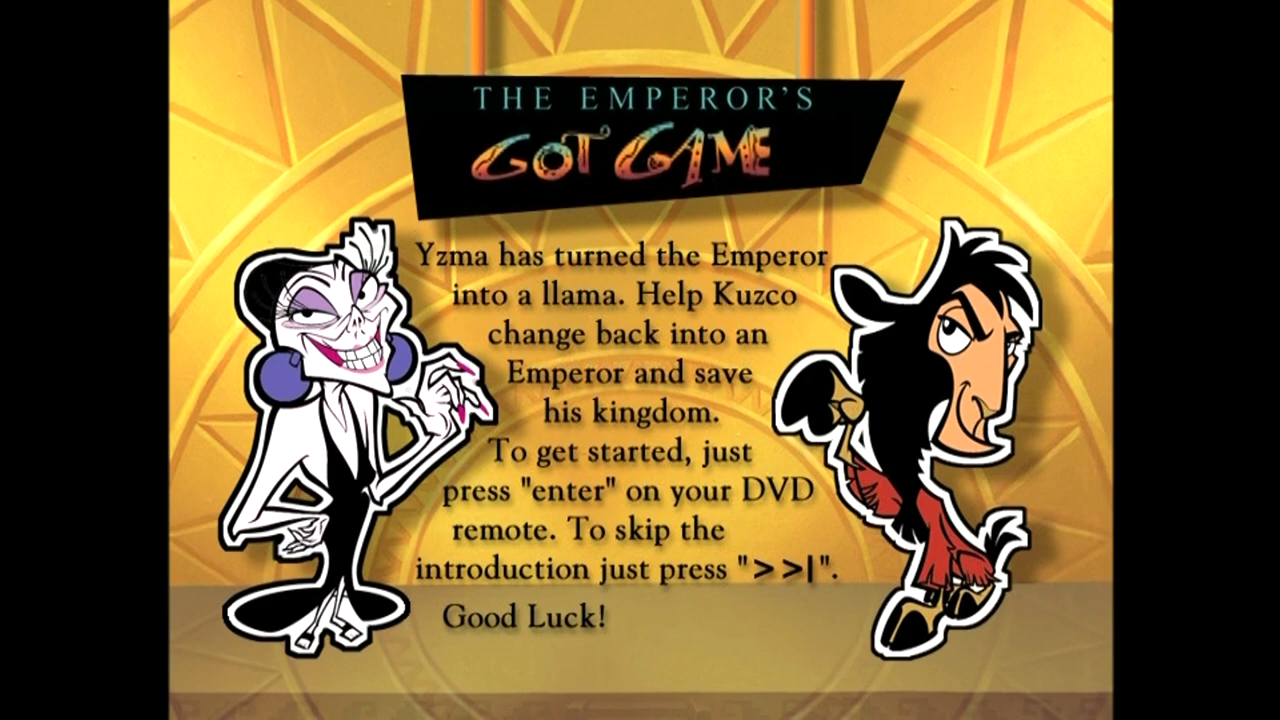 THE EMPEROR'S
GOT GAME
Yzma has turned the Emperor
into a llama. Help Kuzco
change back into an
Emperor and save
his kingdom.
To get started, just
press "enter" on your DVD
remote. To skip the
introduction just press ">>|".
Good Luck!